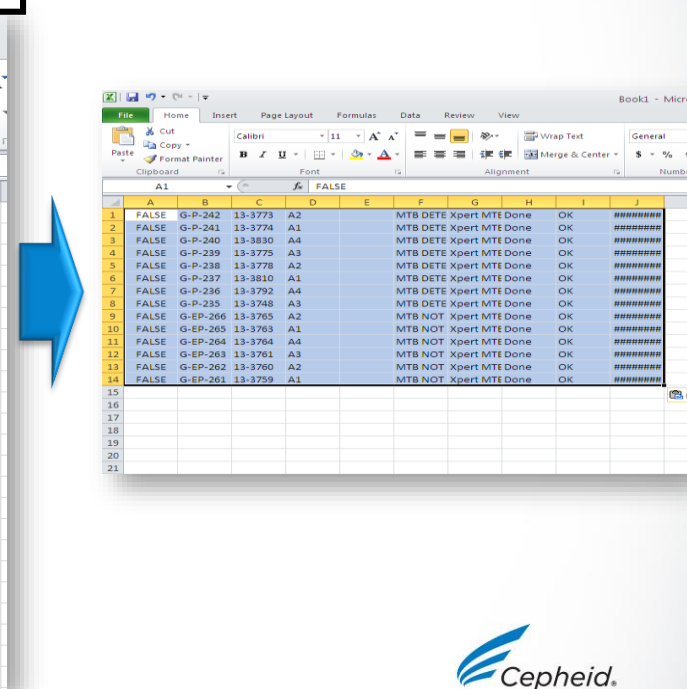 Book1 - Micro
File Home Insert Page Layout Formulas Data Review View
Cut
Copy
Format Painter
Paste
Calibri 11 A A
B I U A
Wrap Text
Merge & Center
General
$ %
Clipboard Font Alignment Numbe
A1 fx FALSE
A B C D E F G H I J
1 FALSE G-P-242 13-3773 A2 MTB DETE Xpert MTE Done OK ########
2 FALSE G-P-241 13-3774 A1 MTB DETE Xpert MTE Done OK ########
3 FALSE G-P-240 13-3830 A4 MTB DETE Xpert MTE Done OK ########
4 FALSE G-P-239 13-3775 A3 MTB DETE Xpert MTE Done OK ########
5 FALSE G-P-238 13-3778 A2 MTB DETE Xpert MTE Done OK ########
6 FALSE G-P-237 13-3810 A1 MTB DETE Xpert MTE Done OK ########
7 FALSE G-P-236 13-3792 A4 MTB DETE Xpert MTE Done OK ########
8 FALSE G-P-235 13-3748 A3 MTB DETE Xpert MTE Done OK ########
9 FALSE G-EP-266 13-3765 A2 MTB NOT Xpert MTE Done OK ########
10 FALSE G-EP-265 13-3763 A1 MTB NOT Xpert MTE Done OK ########
11 FALSE G-EP-264 13-3764 A4 MTB NOT Xpert MTE Done OK ########
12 FALSE G-EP-263 13-3761 A3 MTB NOT Xpert MTE Done OK ########
13 FALSE G-EP-262 13-3760 A2 MTB NOT Xpert MTE Done OK ########
14 FALSE G-EP-261 13-3759 A1 MTB NOT Xpert MTE Done OK ########
15
16
17
18
19
20
21
Cepheid.